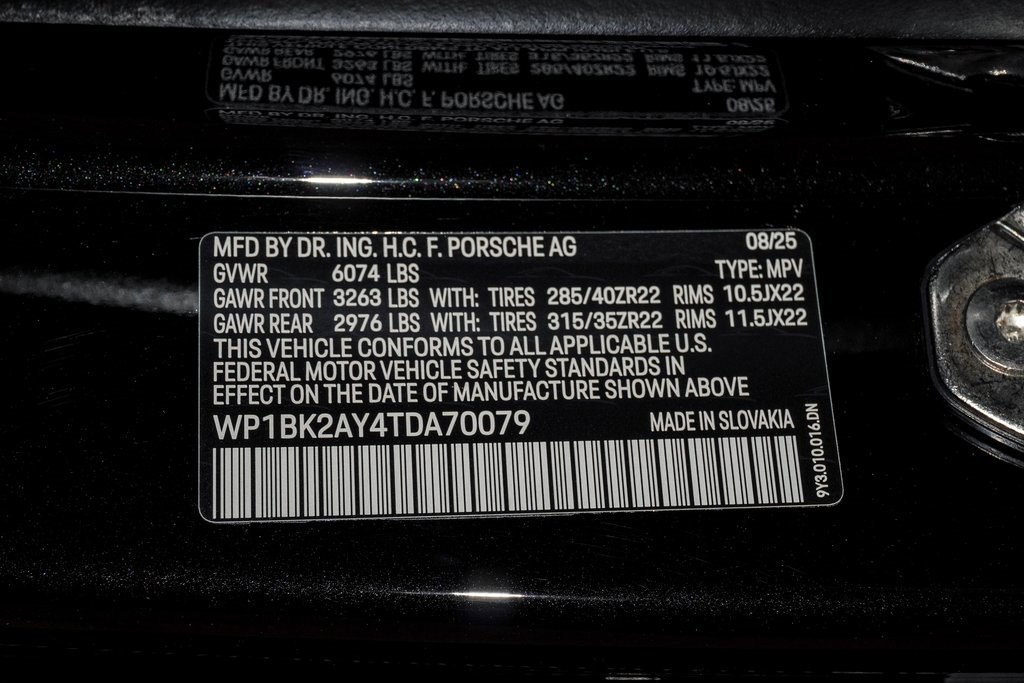 MFD BY DR. ING. H.C. F. PORSCHE AG 08/25
GVWR 6074 LBS TYPE: MPV
GAWR FRONT 3263 LBS WITH: TIRES 285/40ZR22 RIMS 10.5JX22
GAWR REAR 2976 LBS WITH: TIRES 315/35ZR22 RIMS 11.5JX22
THIS VEHICLE CONFORMS TO ALL APPLICABLE U.S.
FEDERAL MOTOR VEHICLE SAFETY STANDARDS IN
EFFECT ON THE DATE OF MANUFACTURE SHOWN ABOVE
WP1BK2AY4TDA70079 MADE IN SLOVAKIA
9Y3.010.016.DN